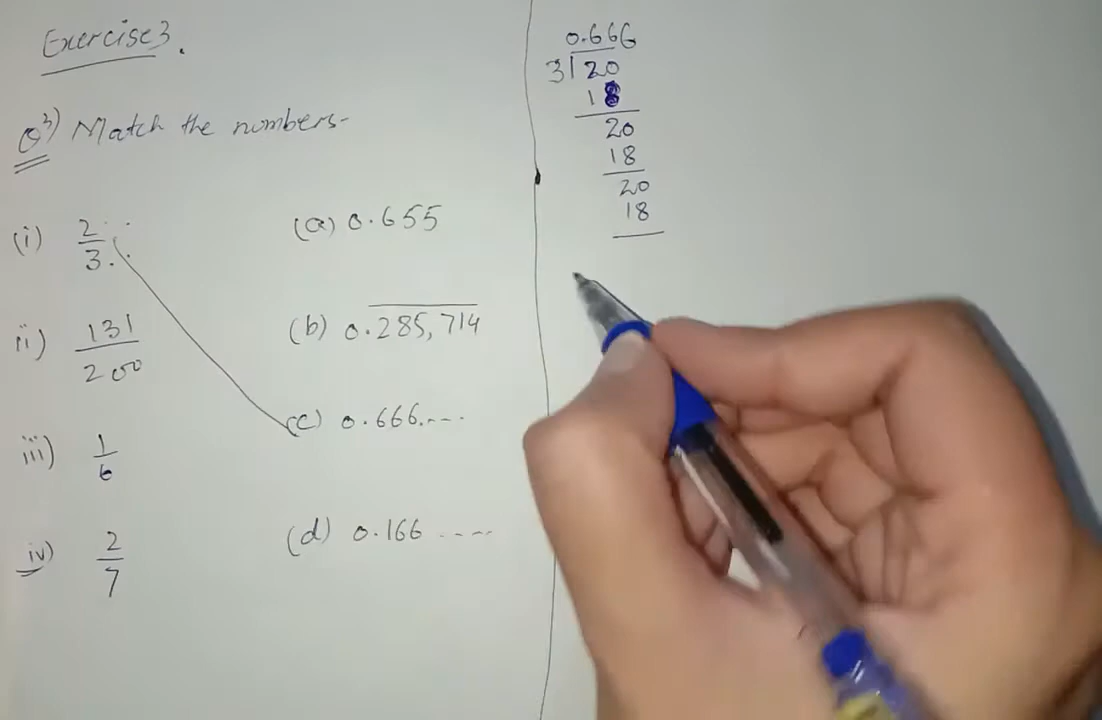 Exercise 3.
Q3) Match the numbers-
(i) 2/3 (a) 0.655
ii) 131/200 (b) 0.\overline{285,714}
iii) 1/6 (c) 0.666.---
iv) 2/7 (d) 0.166 ----
0.666
3 20
18
20
18
20
18